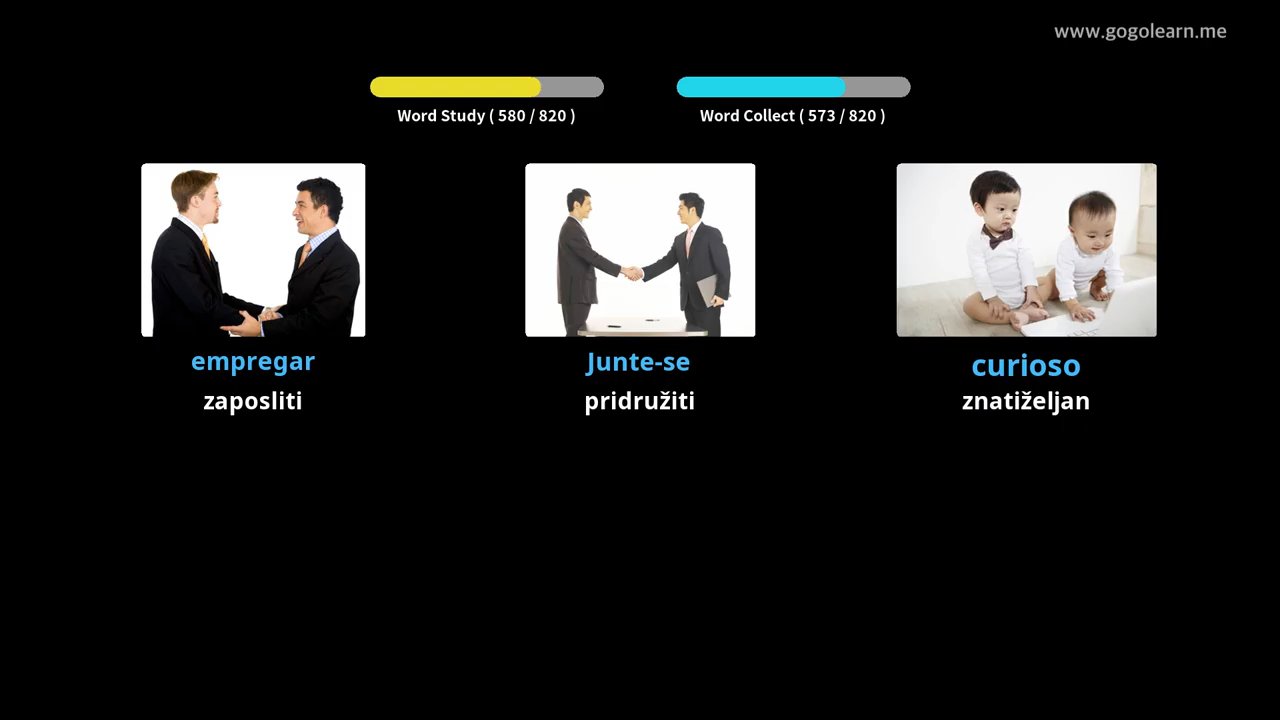 www.gogolearn.me
Word Study ( 580 / 820 )
Word Collect ( 573 / 820 )
empregar
zaposliti
Junte-se
pridružiti
curioso
znatiželjan